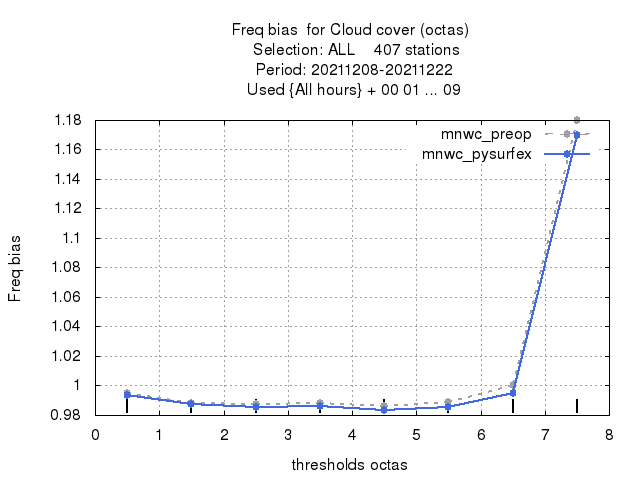 Freq bias  for Cloud cover (octas)
Selection: ALL    407 stations
Period: 20211208-20211222
Used {All hours} + 00 01 ... 09
mnwc_preop
mnwc_pysurfex
Freq bias
1.18
1.16
1.14
1.12
1.1
1.08
1.06
1.04
1.02
1
0.98
0 1 2 3 4 5 6 7 8
thresholds octas